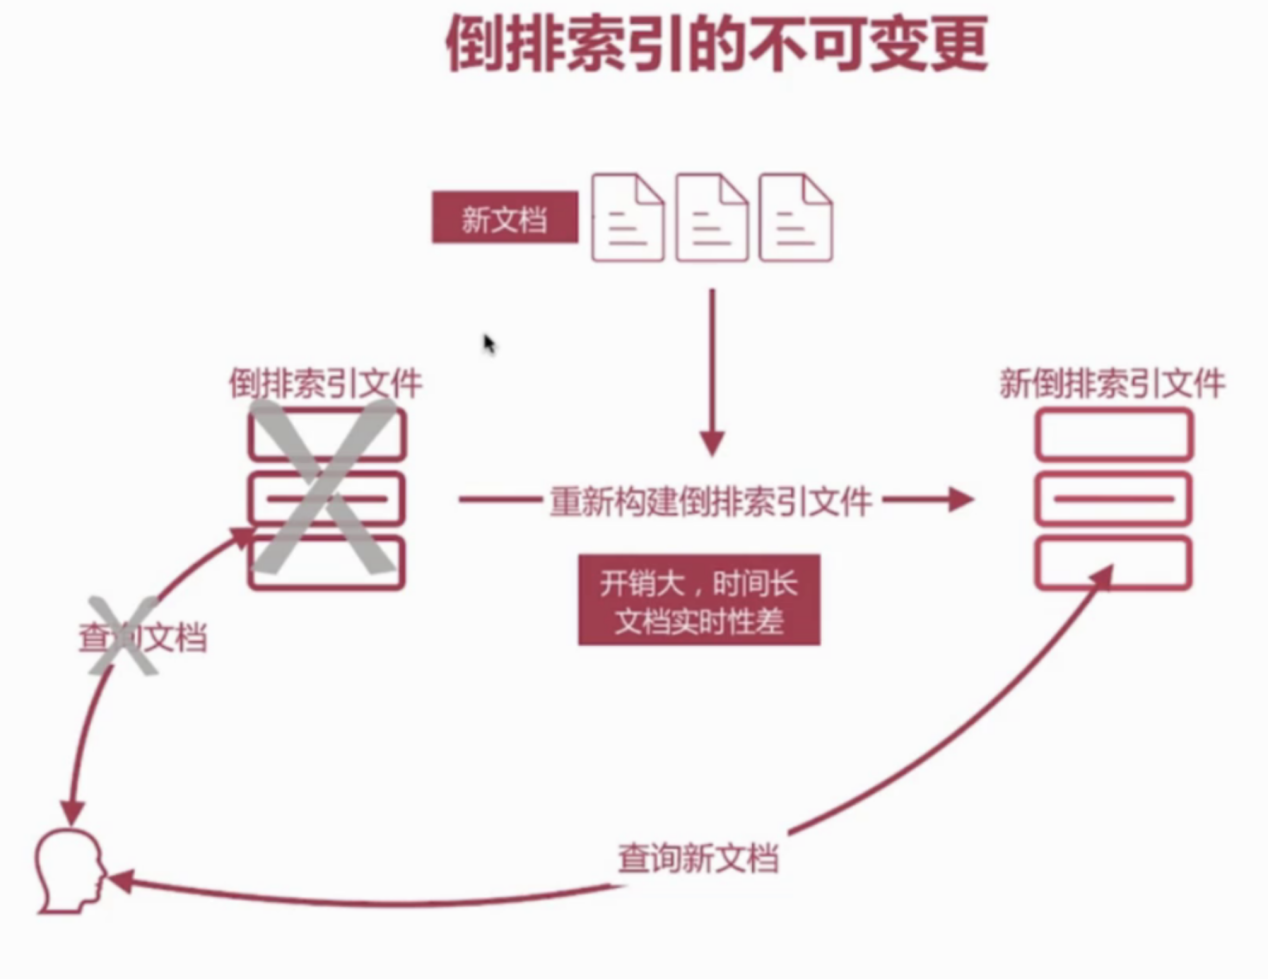 倒排索引的不可变更
新文档
倒排索引文件
新倒排索引文件
重新构建倒排索引文件
开销大，时间长
文档实时性差
查询文档
查询新文档